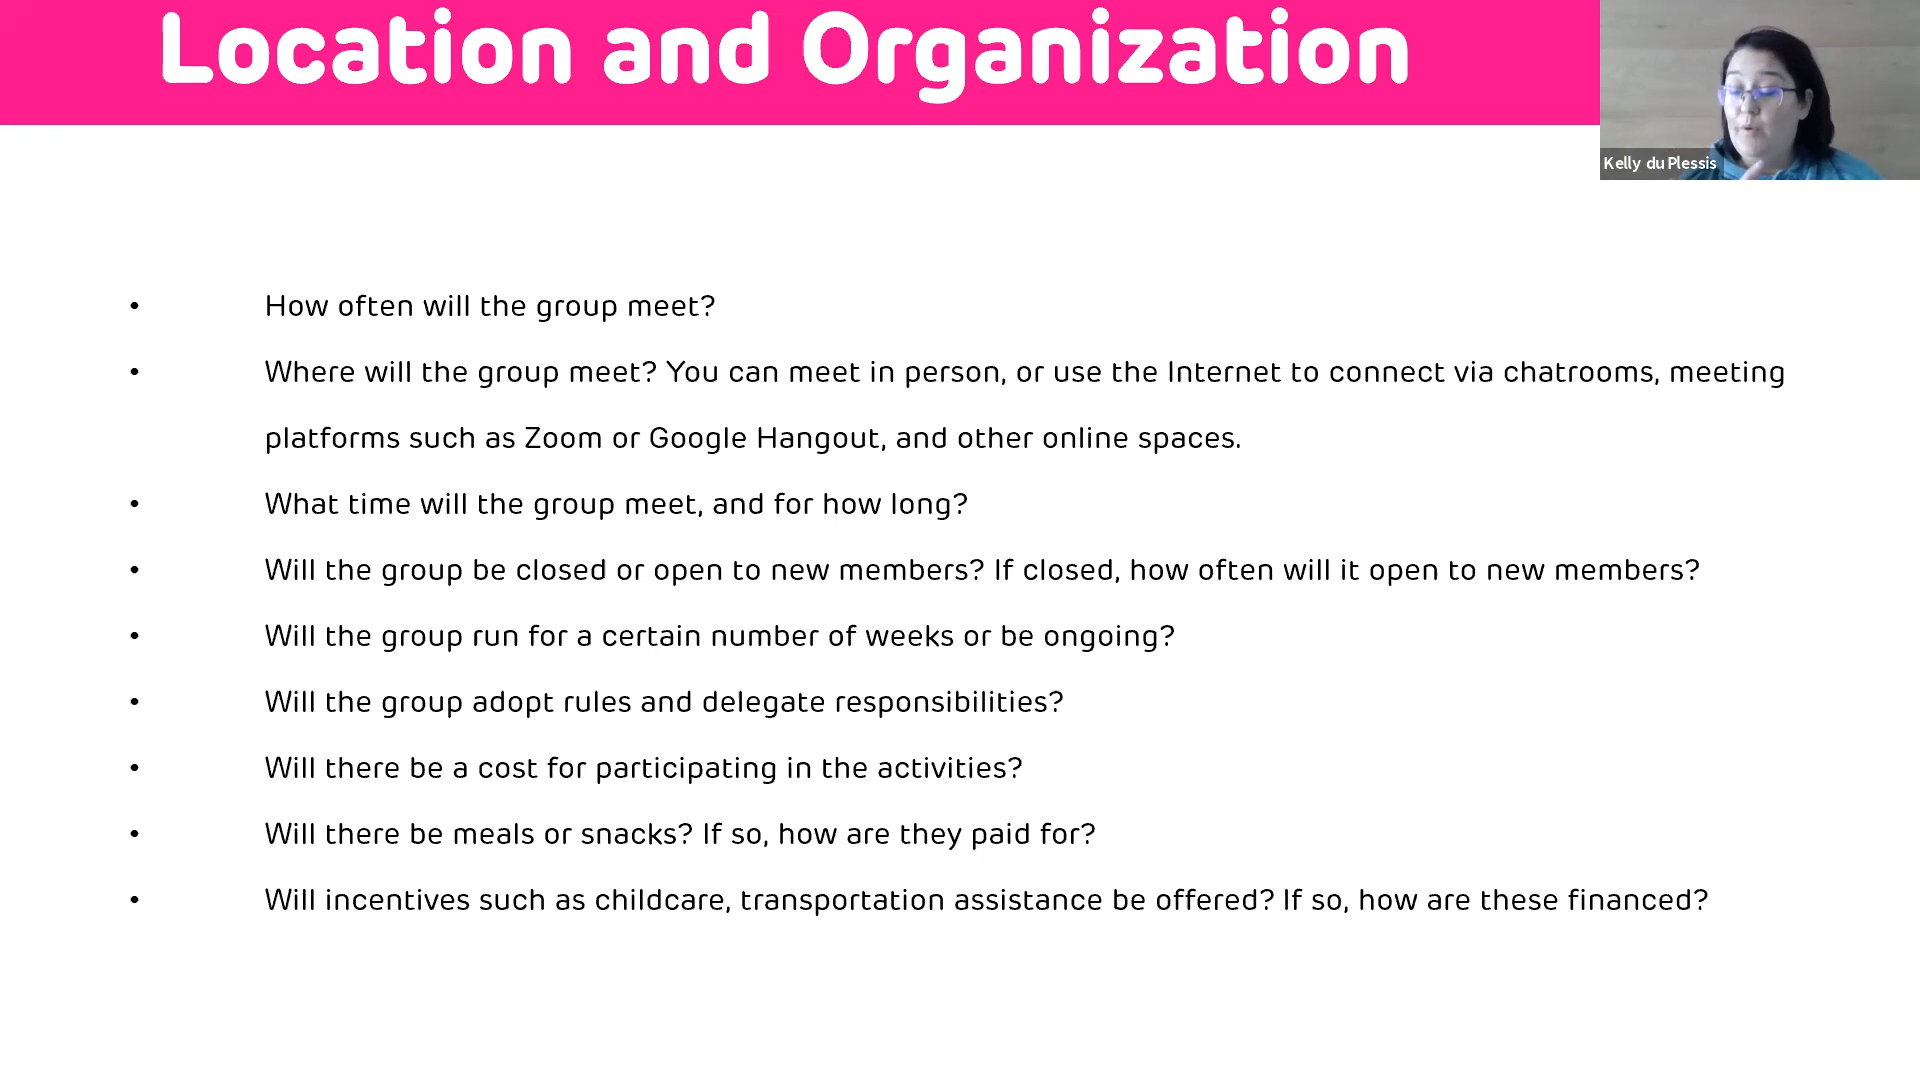 Location and Organization
Kelly du Plessis
• How often will the group meet?
• Where will the group meet? You can meet in person, or use the Internet to connect via chatrooms, meeting
platforms such as Zoom or Google Hangout, and other online spaces.
• What time will the group meet, and for how long?
• Will the group be closed or open to new members? If closed, how often will it open to new members?
• Will the group run for a certain number of weeks or be ongoing?
• Will the group adopt rules and delegate responsibilities?
• Will there be a cost for participating in the activities?
• Will there be meals or snacks? If so, how are they paid for?
• Will incentives such as childcare, transportation assistance be offered? If so, how are these financed?